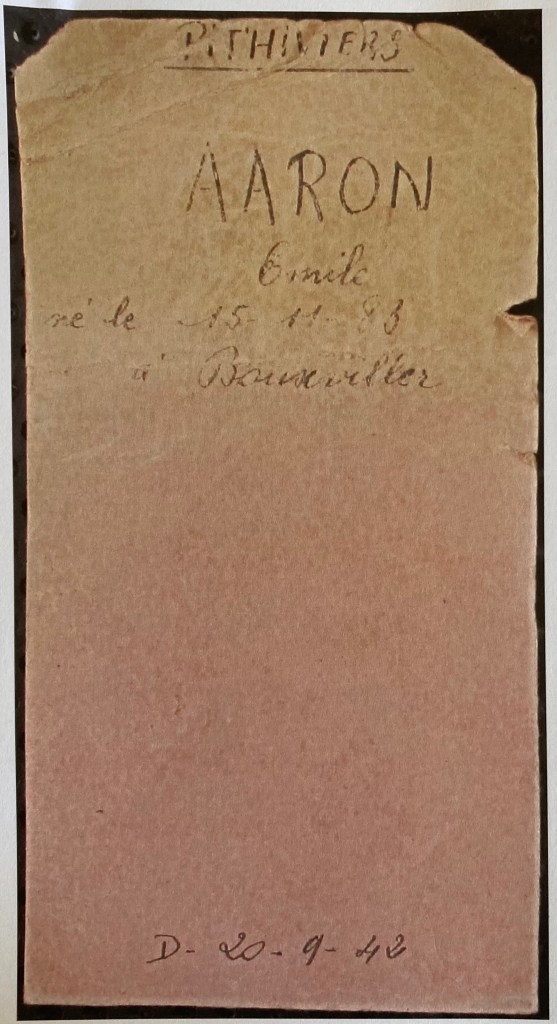 PITHIVIERS
AARON
Emile
né le 15-11-83
à Bouxwiller
D-20-9-42